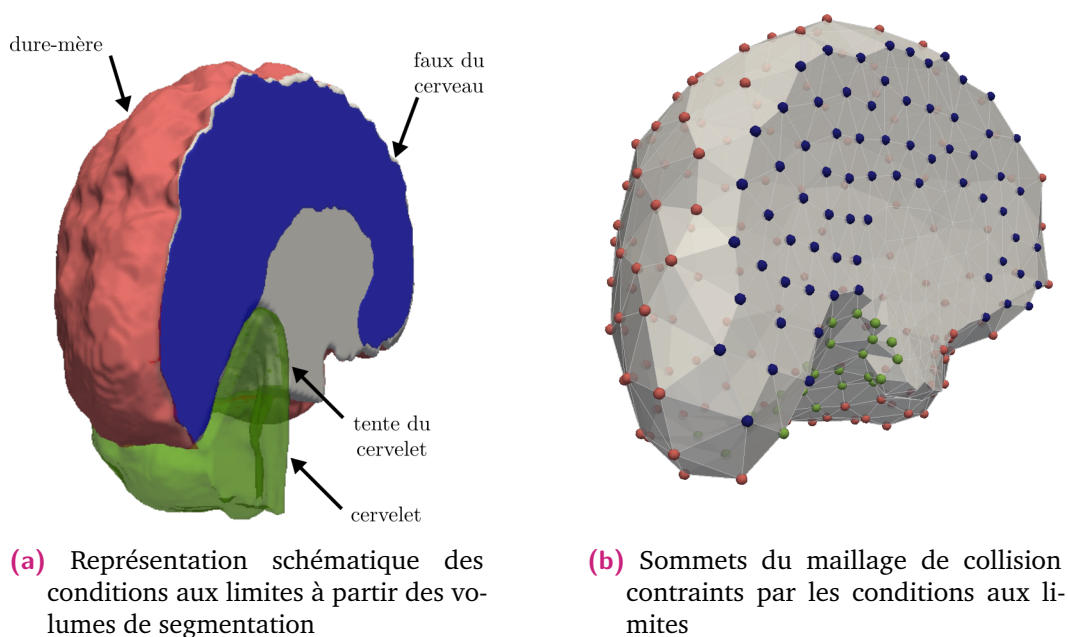 dure-mère
faux du
cerveau
tente du
cervelet
cervelet
(a) Représentation schématique des
conditions aux limites à partir des vo-
lumes de segmentation
(b) Sommets du maillage de collision
contraints par les conditions aux li-
mites